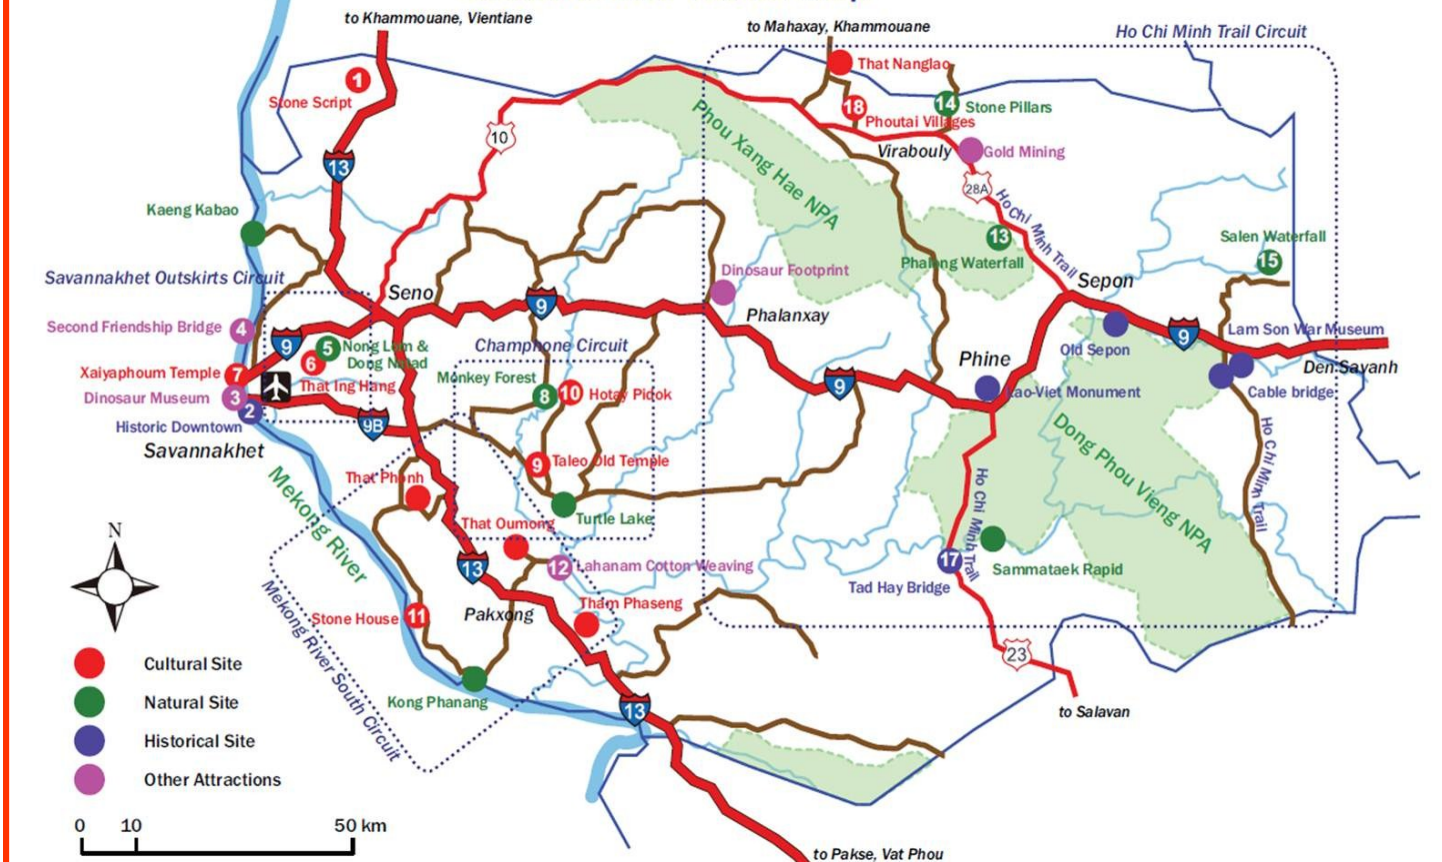 to Khammouane, Vientiane
to Mahaxay, Khammouane
Ho Chi Minh Trail Circuit
That Nanglao
1
Stone Script
18
14
Stone Pillars
Phoutai Villages
10
13
Phou Xang Hae NPA
Virabouly
Gold Mining
28A
Ho Chi Minh Trail
Kaeng Kabao
13
Phalong Waterfall
Salen Waterfall
15
Savannakhet Outskirts Circuit
Dinosaur Footprint
Sepon
Seno
9
Phalanxay
Second Friendship Bridge
4
9
5
Nong Lom &
Dong Natad
6
Champhone Circuit
Old Sepon
9
Lam Son War Museum
Den Savanh
Phine
Xaiyaphoum Temple
7
That Ing Hang
Monkey Forest
8
10
Hotay Pidok
9
Lao-Viet Monument
Cable bridge
Dinosaur Museum
3
2
Historic Downtown
9B
Savannakhet
Dong Phou Vieng NPA
Ho Chi Minh Trail
9
Taleo Old Temple
Ho Chi Minh Trail
Mekong River
That Phonh
Turtle Lake
That Oumong
N
13
12
Lahanam Cotton Weaving
17
Sammataek Rapid
Tad Hay Bridge
Mekong River South Circuit
Stone House
11
Pakxong
Tham Phaseng
23
Cultural Site
Natural Site
Kong Phanang
13
to Salavan
Historical Site
Other Attractions
0
10
50 km
to Pakse, Vat Phou